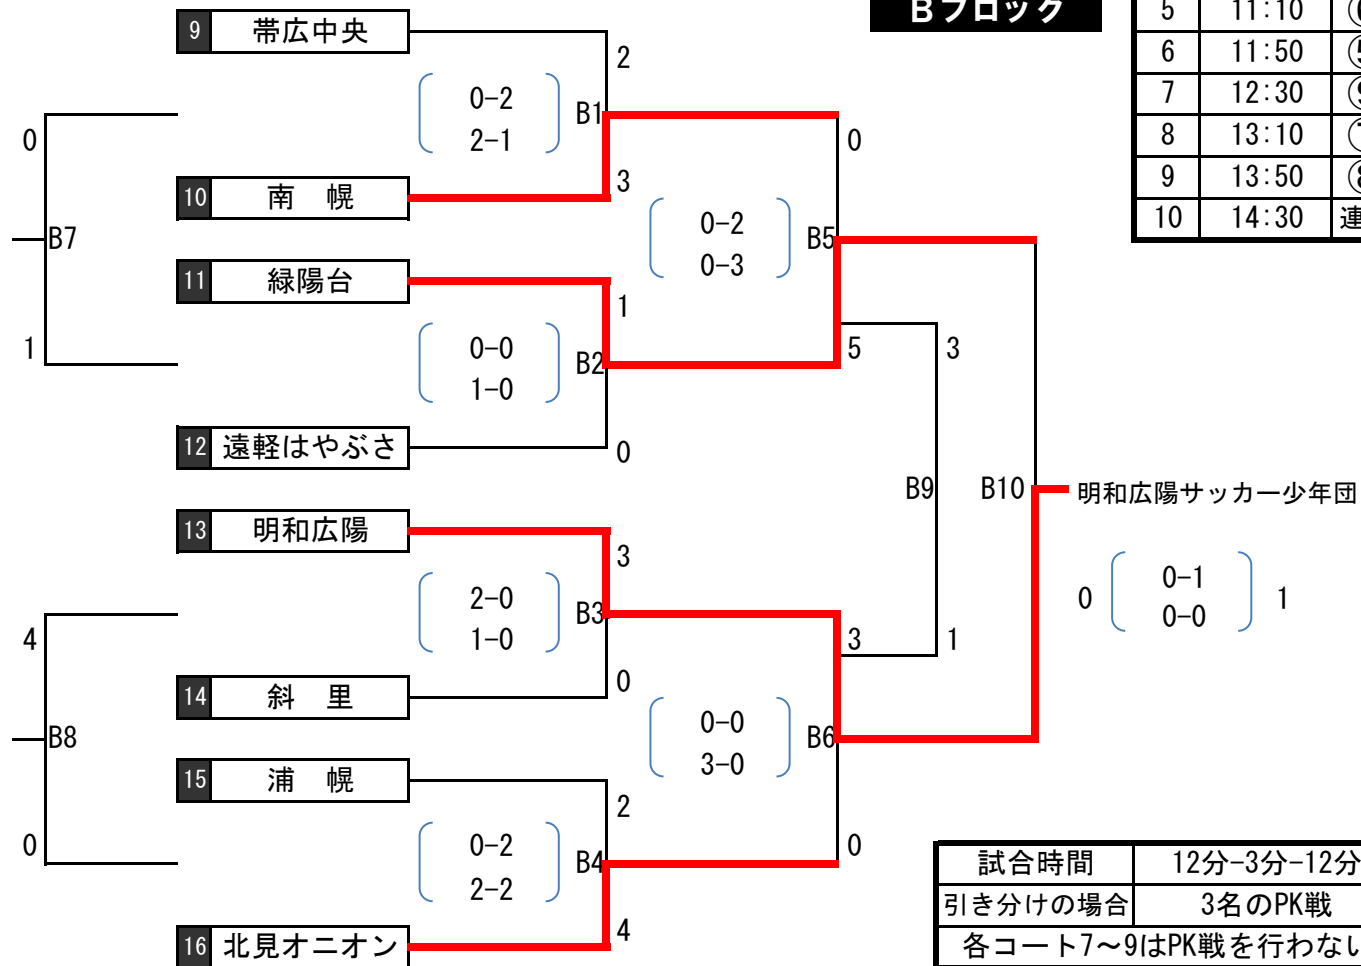 Bブロック
5 11:10
6 11:50
7 12:30
8 13:10
9 13:50
10 14:30 連
9 帯広中央
2
0-2
2-1
B1
0
3
10 南 幌
B7
11 緑陽台
1
1
0-0
1-0
B2
0
12 遠軽はやぶさ
0
0-2
0-3
B5
5
3
13 明和広陽
3
2-0
1-0
B3
4
0
14 斜 里
B8
15 浦 幌
2
0
0-2
2-2
B4
4
16 北見オニオン
3
0-0
3-0
B6
0
B9
1
B10
明和広陽サッカー少年団
0
0-1
0-0
1
試合時間 12分-3分-12分
引き分けの場合 3名のPK戦
各コート7～9はPK戦を行わない